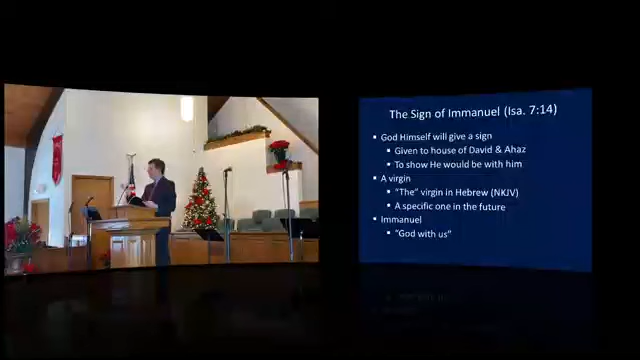 The Sign of Immanuel (Isa. 7:14)
God Himself will give a sign
Given to house of David & Ahaz
To show He would be with him
A virgin
"The" virgin in Hebrew (NKJV)
A specific one in the future
Immanuel
"God with us"